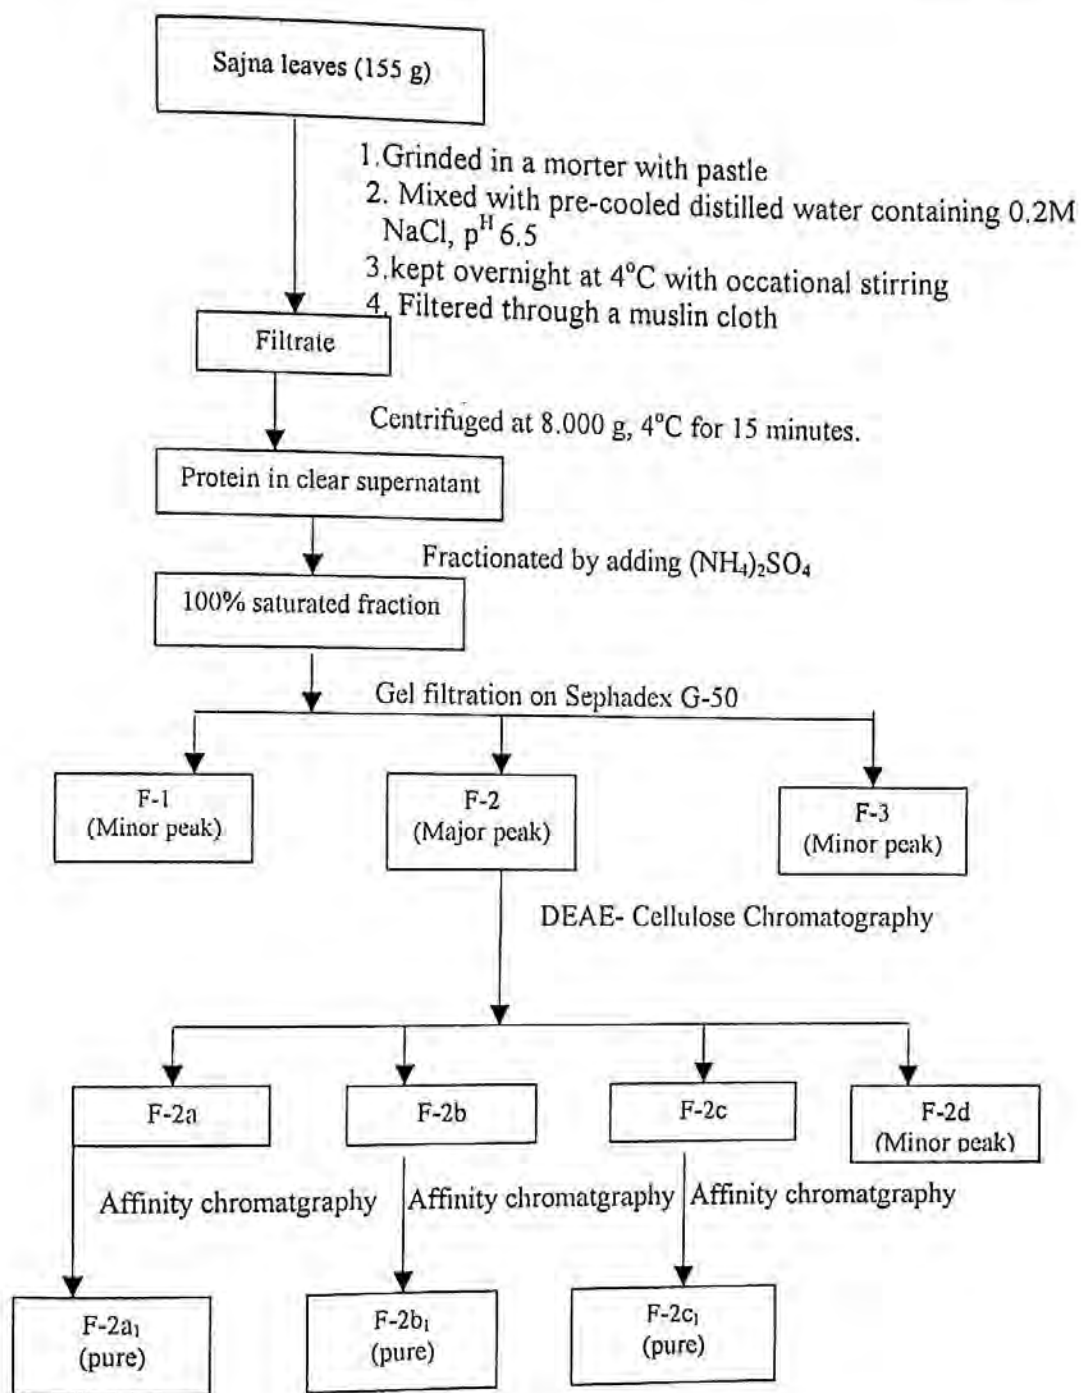 Sajna leaves (155 g)
1.Grinded in a morter with pastle
2. Mixed with pre-cooled distilled water containing 0.2M
NaCl, p^H 6.5
3.kept overnight at 4°C with occational stirring
4. Filtered through a muslin cloth
Filtrate
Centrifuged at 8.000 g, 4°C for 15 minutes.
Protein in clear supernatant
Fractionated by adding (NH₄)₂SO₄
100% saturated fraction
Gel filtration on Sephadex G-50
F-1
(Minor peak)
F-2
(Major peak)
F-3
(Minor peak)
DEAE- Cellulose Chromatography
F-2a
F-2b
F-2c
F-2d
(Minor peak)
Affinity chromatgraphy
Affinity chromatgraphy
Affinity chromatgraphy
F-2a₁
(pure)
F-2b₁
(pure)
F-2c₁
(pure)